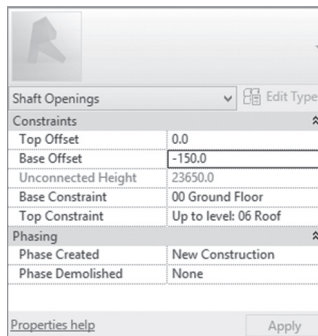 Shaft Openings
Edit Type
Constraints
Top Offset 0.0
Base Offset -150.0
Unconnected Height 23650.0
Base Constraint 00 Ground Floor
Top Constraint Up to level: 06 Roof
Phasing
Phase Created New Construction
Phase Demolished None
Properties help Apply